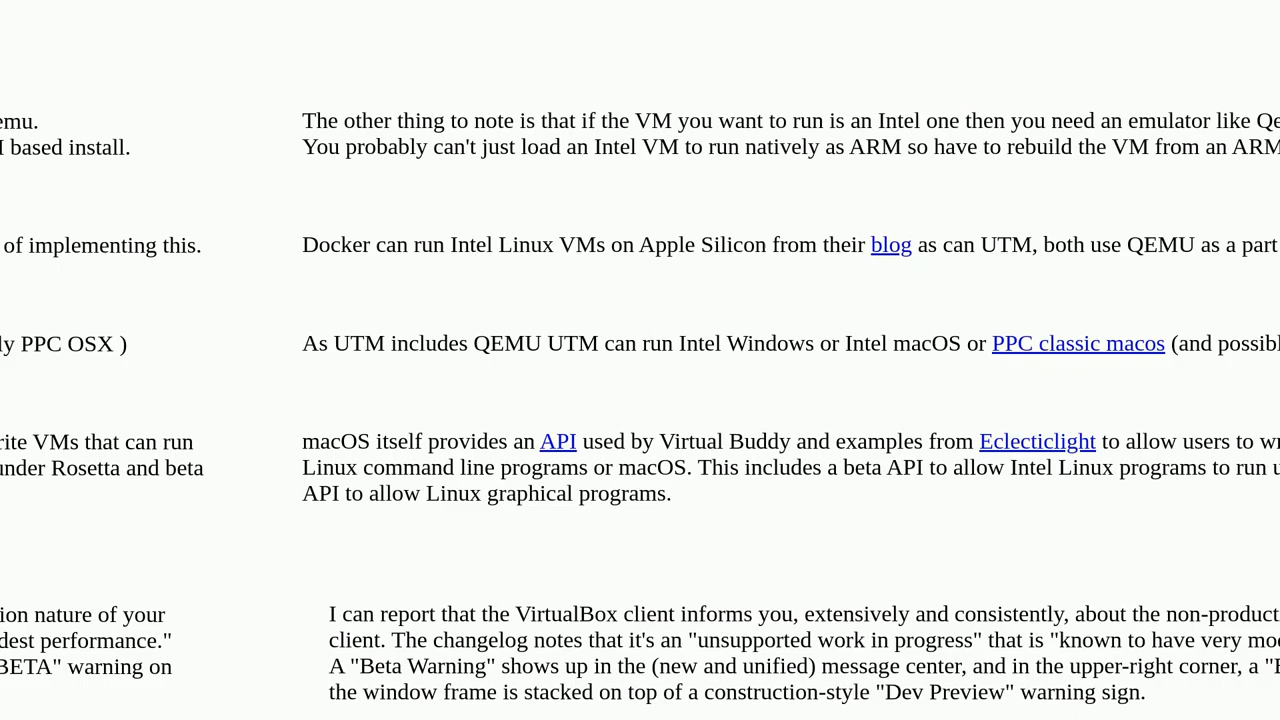 emu.
I based install.
of implementing this.
ly PPC OSX )
rite VMs that can run
under Rosetta and beta
ion nature of your
dest performance."
BETA" warning on
The other thing to note is that if the VM you want to run is an Intel one then you need an emulator like Qe
You probably can't just load an Intel VM to run natively as ARM so have to rebuild the VM from an ARM
Docker can run Intel Linux VMs on Apple Silicon from their blog as can UTM, both use QEMU as a part
As UTM includes QEMU UTM can run Intel Windows or Intel macOS or PPC classic macos (and possibl
macOS itself provides an API used by Virtual Buddy and examples from Eclecticlight to allow users to wr
Linux command line programs or macOS. This includes a beta API to allow Intel Linux programs to run u
API to allow Linux graphical programs.
I can report that the VirtualBox client informs you, extensively and consistently, about the non-product
client. The changelog notes that it's an "unsupported work in progress" that is "known to have very mod
A "Beta Warning" shows up in the (new and unified) message center, and in the upper-right corner, a "B
the window frame is stacked on top of a construction-style "Dev Preview" warning sign.